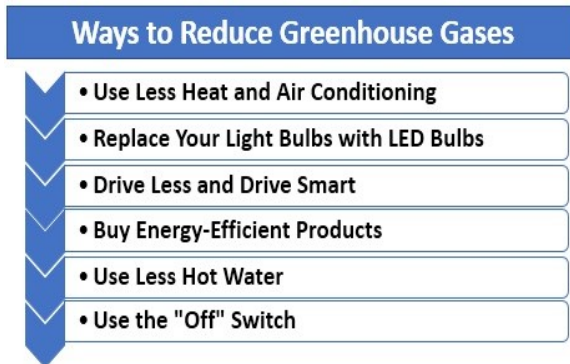 Ways to Reduce Greenhouse Gases
• Use Less Heat and Air Conditioning
• Replace Your Light Bulbs with LED Bulbs
• Drive Less and Drive Smart
• Buy Energy-Efficient Products
• Use Less Hot Water
• Use the "Off" Switch